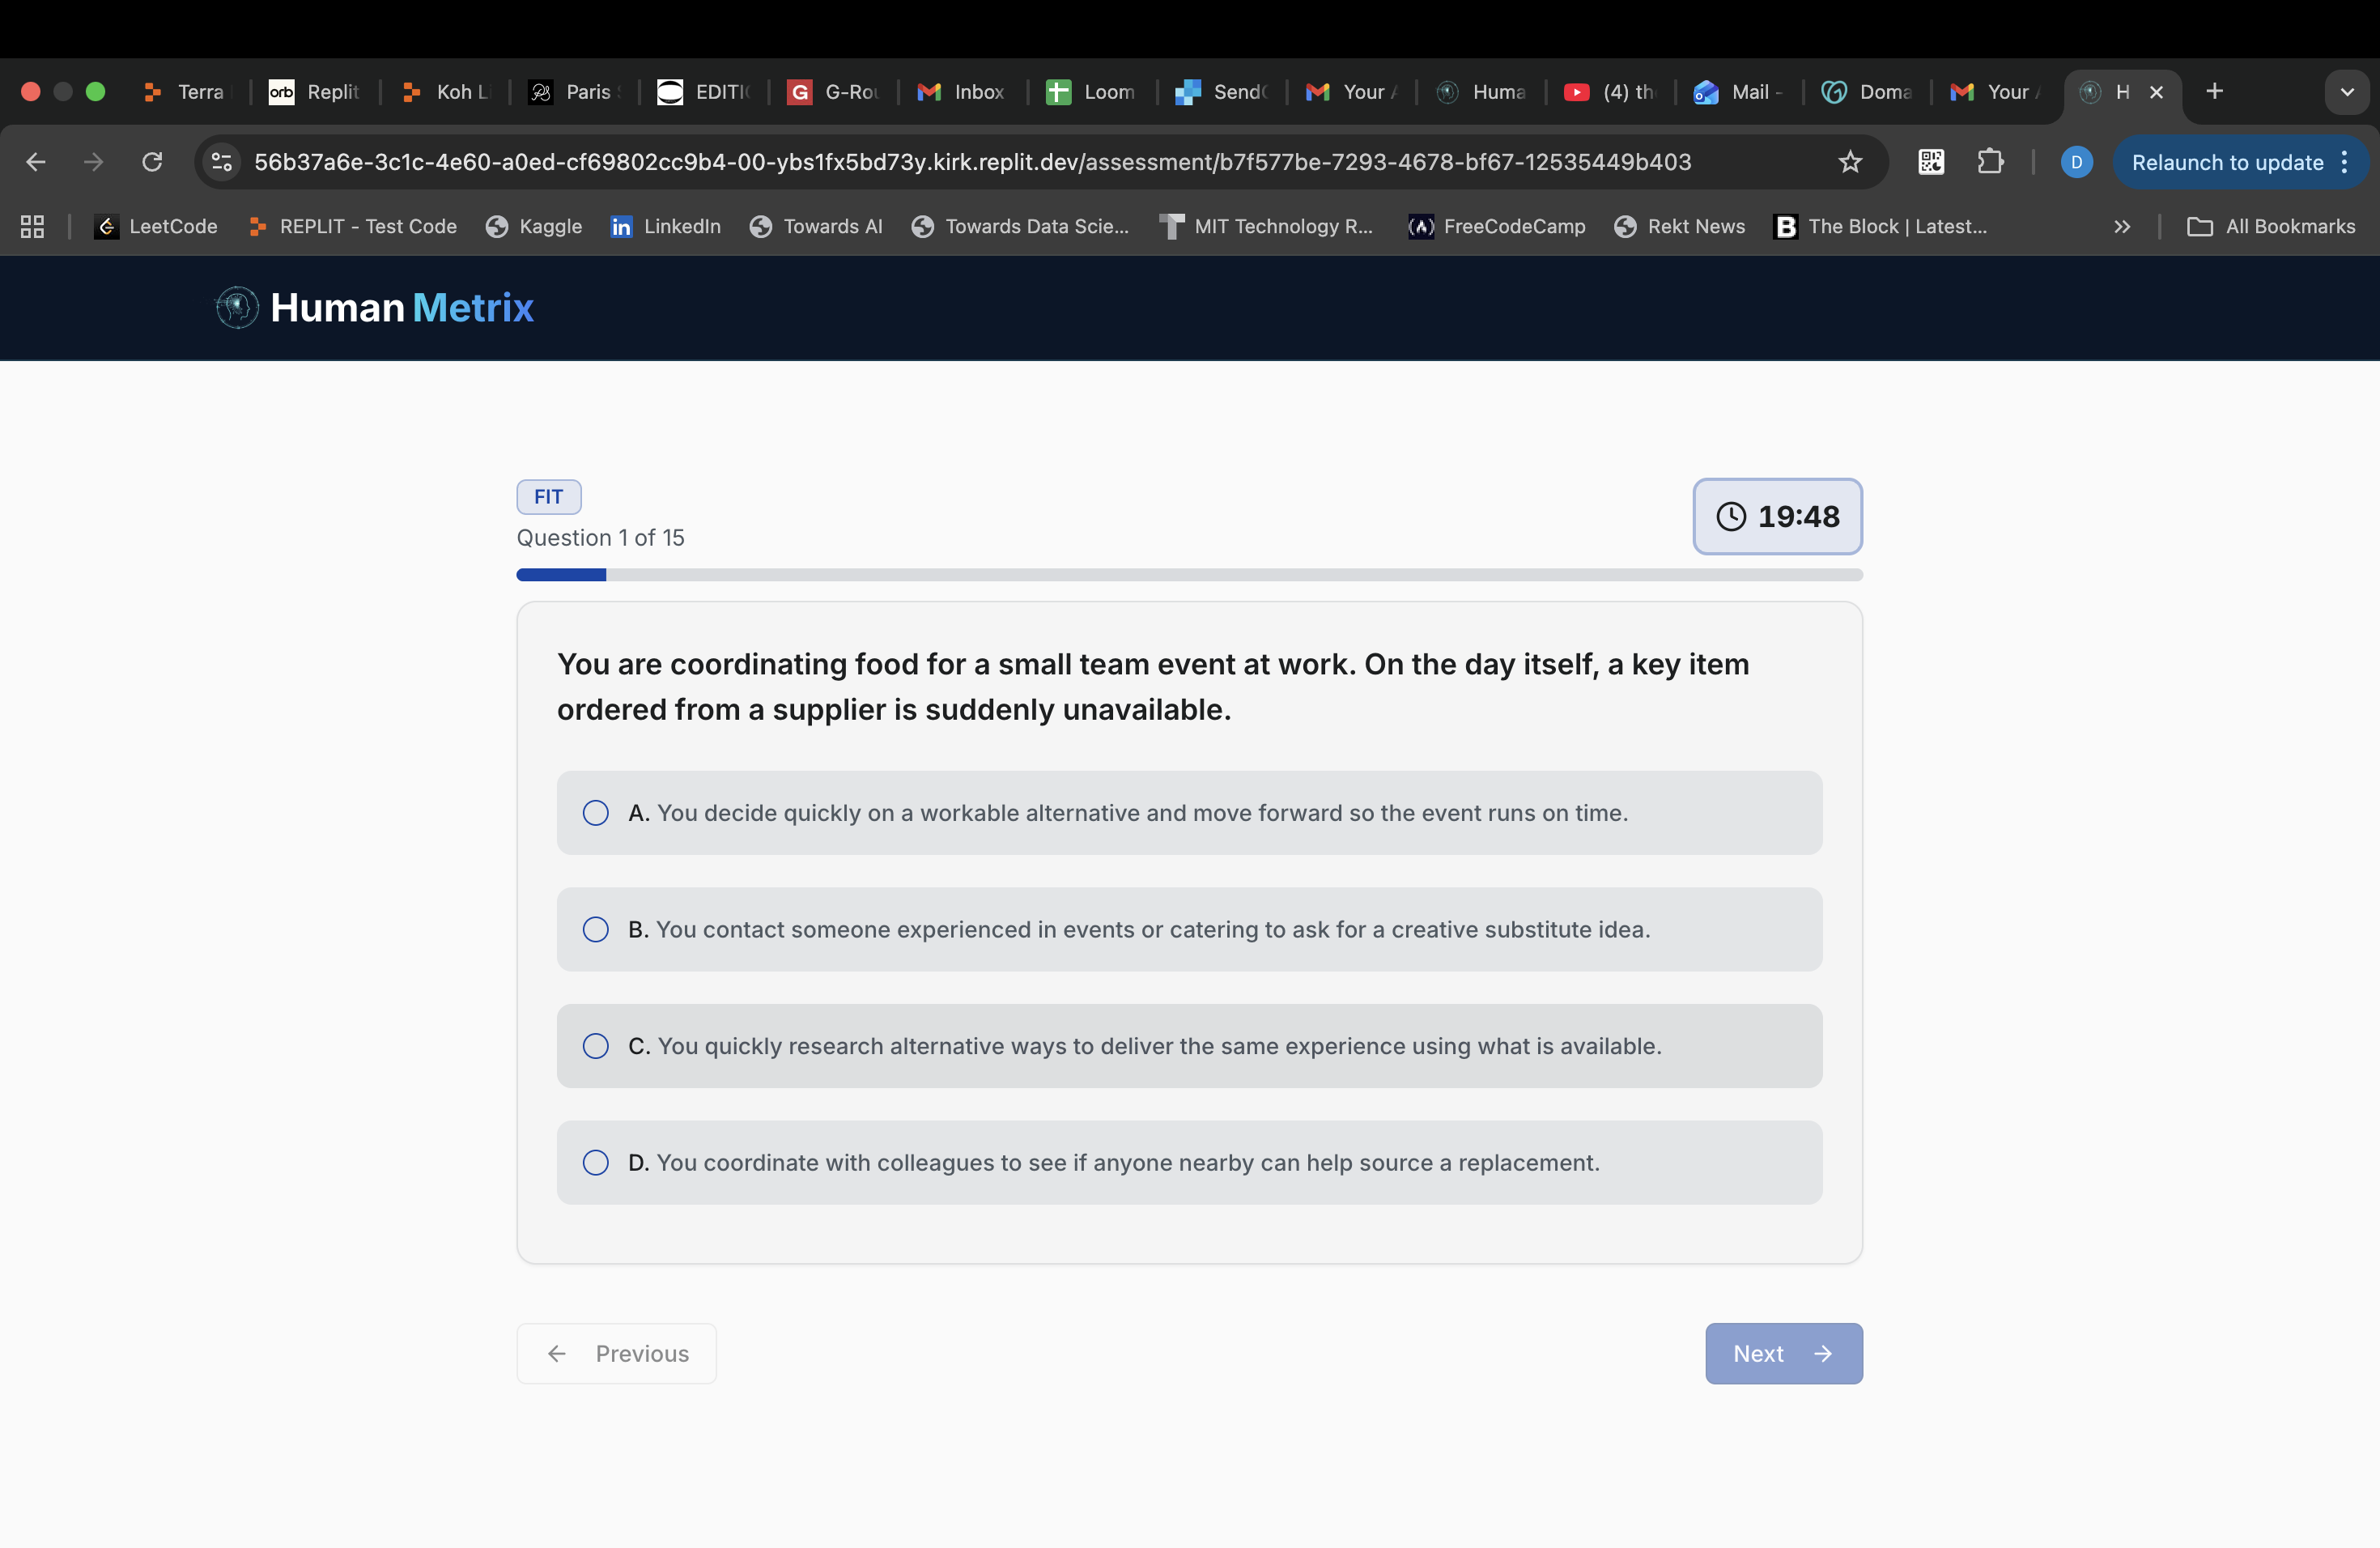 Terra
orb Replit
Koh L
Paris
EDITI
G-Rou
Inbox
Loom
Send
Your
Huma
(4) th
Mail -
Doma
Your
H
56b37a6e-3c1c-4e60-a0ed-cf69802cc9b4-00-ybs1fx5bd73y.kirk.replit.dev/assessment/b7f577be-7293-4678-bf67-12535449b403
D
Relaunch to update
LeetCode
REPLIT - Test Code
Kaggle
LinkedIn
Towards AI
Towards Data Scie...
MIT Technology R...
FreeCodeCamp
Rekt News
The Block | Latest...
All Bookmarks
Human Metrix
FIT
19:48
Question 1 of 15
You are coordinating food for a small team event at work. On the day itself, a key item
ordered from a supplier is suddenly unavailable.
A. You decide quickly on a workable alternative and move forward so the event runs on time.
B. You contact someone experienced in events or catering to ask for a creative substitute idea.
C. You quickly research alternative ways to deliver the same experience using what is available.
D. You coordinate with colleagues to see if anyone nearby can help source a replacement.
Previous
Next